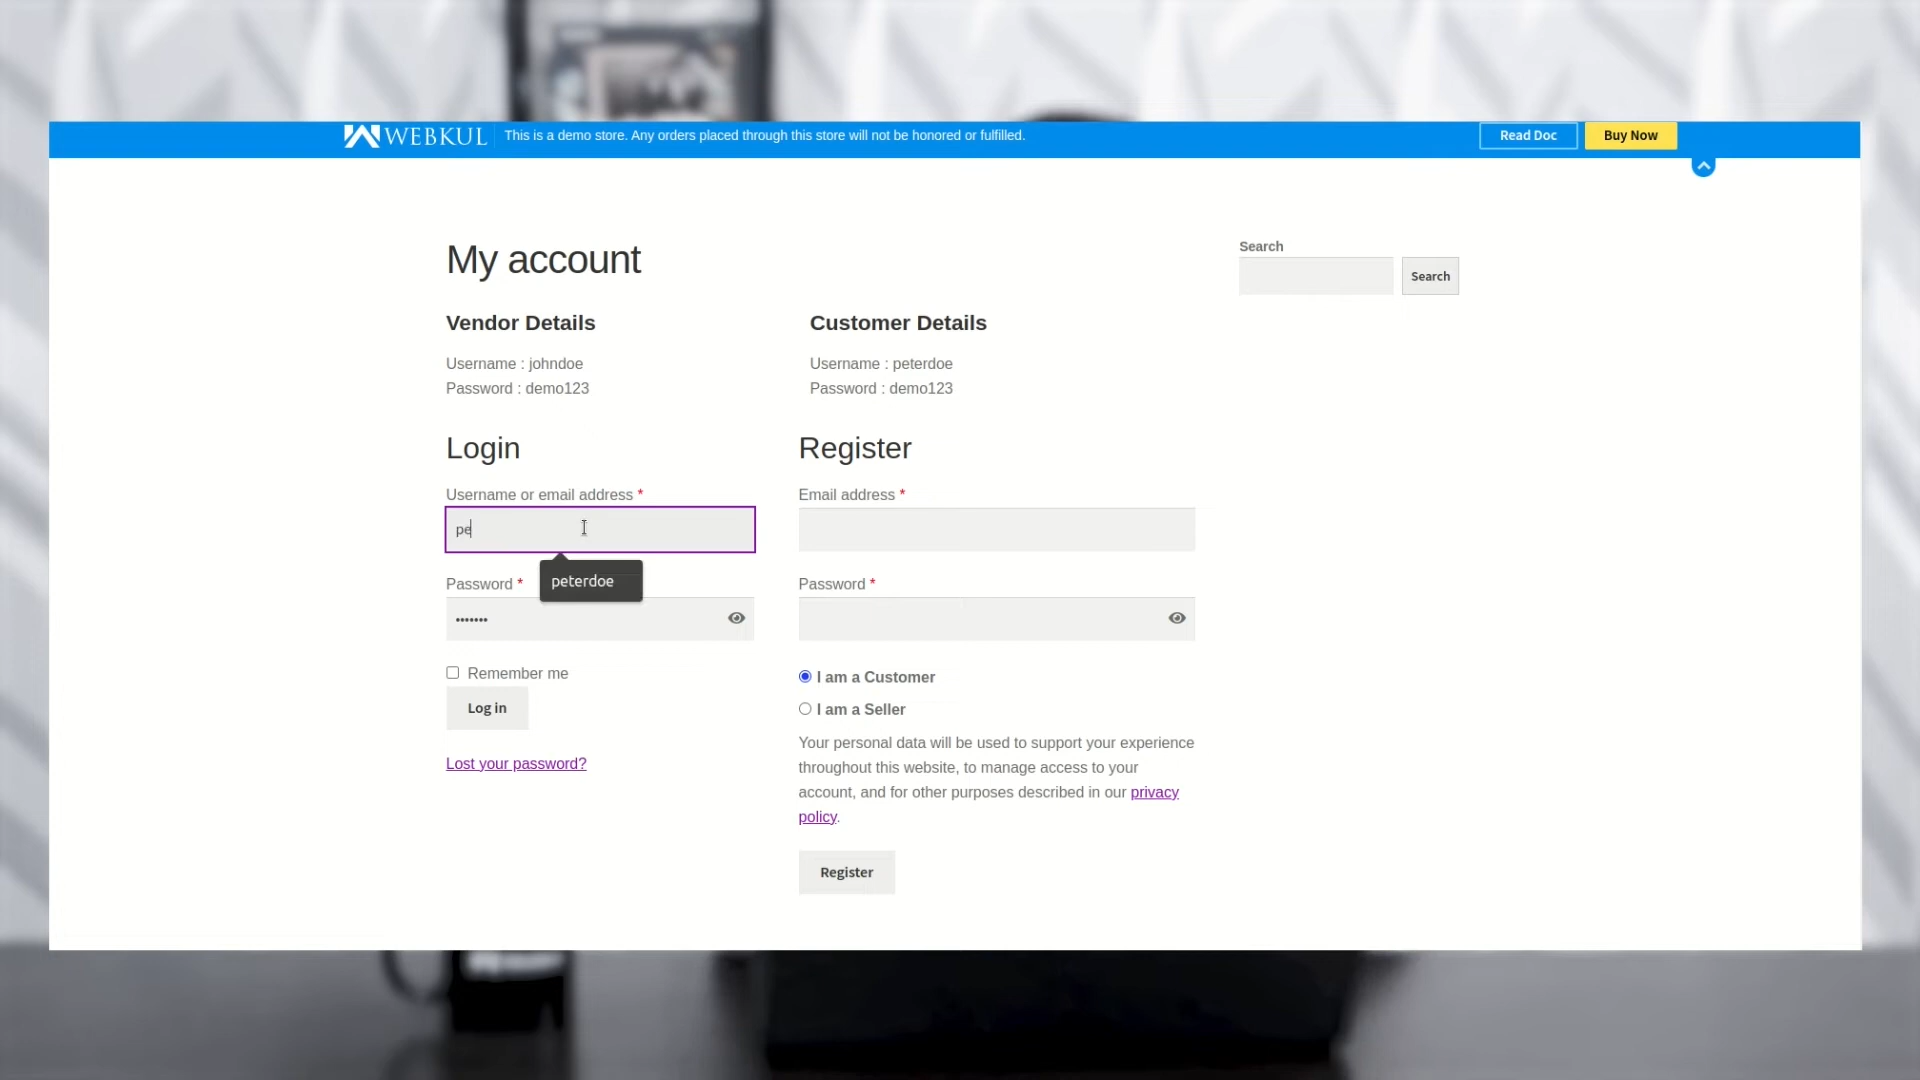 WEBKUL This is a demo store. Any orders placed through this store will not be honored or fulfilled. Read Doc Buy Now
My account
Search
Search
Vendor Details
Username : johndoe
Password : demo123
Customer Details
Username : peterdoe
Password : demo123
Login
Username or email address *
pe
peterdoe
Password *
•••••••
Remember me
Log in
Lost your password?
Register
Email address *
Password *
I am a Customer
I am a Seller
Your personal data will be used to support your experience
throughout this website, to manage access to your
account, and for other purposes described in our privacy
policy.
Register